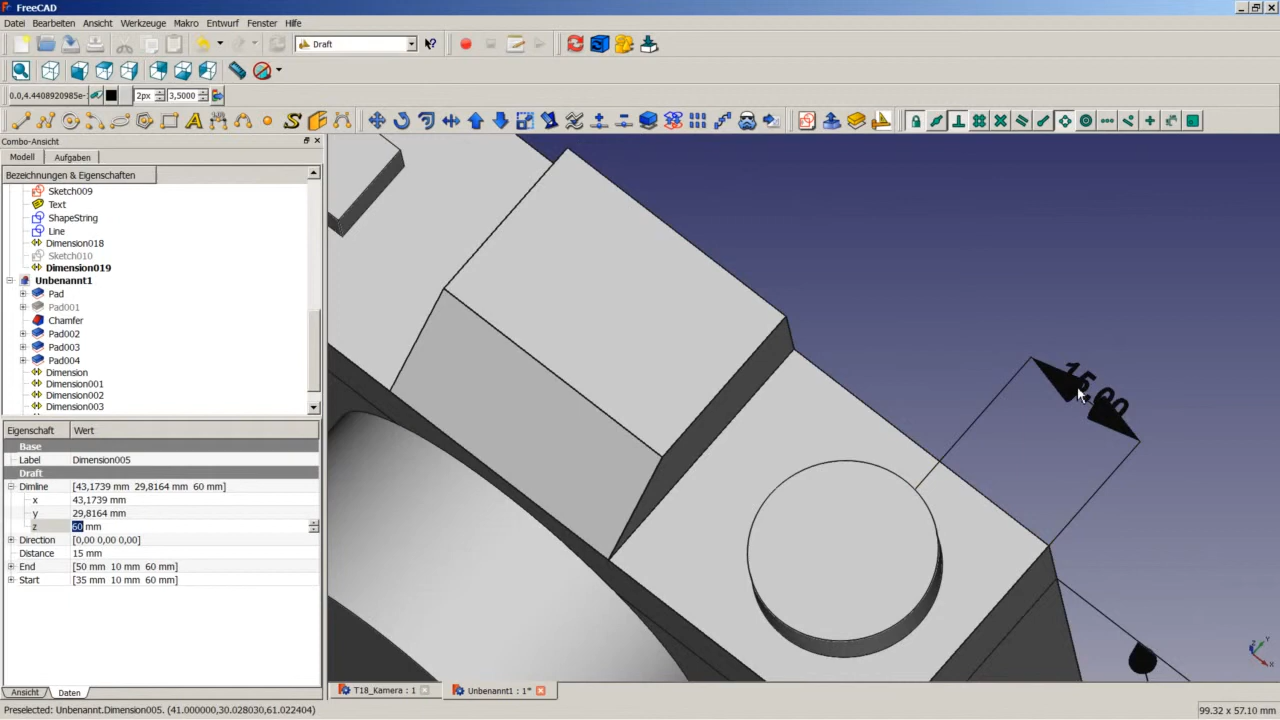 FreeCAD
Datei Bearbeiten Ansicht Werkzeuge Makro Entwurf Fenster Hilfe
Draft
0.0,4.4408920985e- 2px 3,5000
Combo-Ansicht
Modell Aufgaben
Bezeichnungen & Eigenschaften
Sketch009
Text
ShapeString
Line
Dimension018
Sketch010
Dimension019
Unbenannt1
Pad
Pad001
Chamfer
Pad002
Pad003
Pad004
Dimension
Dimension001
Dimension002
Dimension003
Eigenschaft Wert
Base
Label Dimension005
Draft
Dimline [43,1739 mm 29,8164 mm 60 mm]
x 43,1739 mm
y 29,8164 mm
z 60 mm
Direction [0,00 0,00 0,00]
Distance 15 mm
End [50 mm 10 mm 60 mm]
Start [35 mm 10 mm 60 mm]
Ansicht Daten
15,00
T18_Kamera : 1 Unbenannt1 : 1*
Preselected: Unbenannt.Dimension005. (41.000000,30.028030,61.022404)
99.32 x 57.10 mm